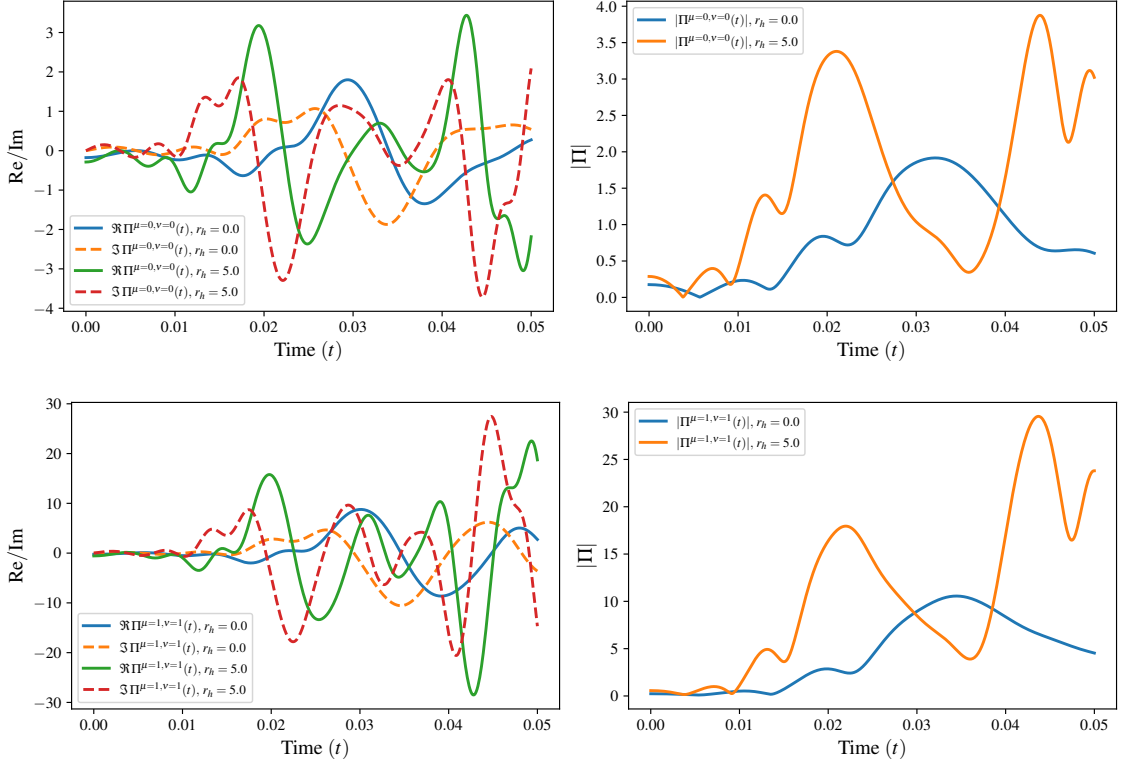 3
2
1
0
−1
−2
−3
−4
Re/Im
ℜΠ^{μ=0,ν=0}(t), r_h = 0.0
ℑΠ^{μ=0,ν=0}(t), r_h = 0.0
ℜΠ^{μ=0,ν=0}(t), r_h = 5.0
ℑΠ^{μ=0,ν=0}(t), r_h = 5.0
0.00 0.01 0.02 0.03 0.04 0.05
Time (t)
4.0
3.5
3.0
2.5
2.0
1.5
1.0
0.5
0.0
|Π|
|Π^{μ=0,ν=0}(t)|, r_h = 0.0
|Π^{μ=0,ν=0}(t)|, r_h = 5.0
0.00 0.01 0.02 0.03 0.04 0.05
Time (t)
30
20
10
0
−10
−20
−30
Re/Im
ℜΠ^{μ=1,ν=1}(t), r_h = 0.0
ℑΠ^{μ=1,ν=1}(t), r_h = 0.0
ℜΠ^{μ=1,ν=1}(t), r_h = 5.0
ℑΠ^{μ=1,ν=1}(t), r_h = 5.0
0.00 0.01 0.02 0.03 0.04 0.05
Time (t)
30
25
20
15
10
5
0
|Π|
|Π^{μ=1,ν=1}(t)|, r_h = 0.0
|Π^{μ=1,ν=1}(t)|, r_h = 5.0
0.00 0.01 0.02 0.03 0.04 0.05
Time (t)